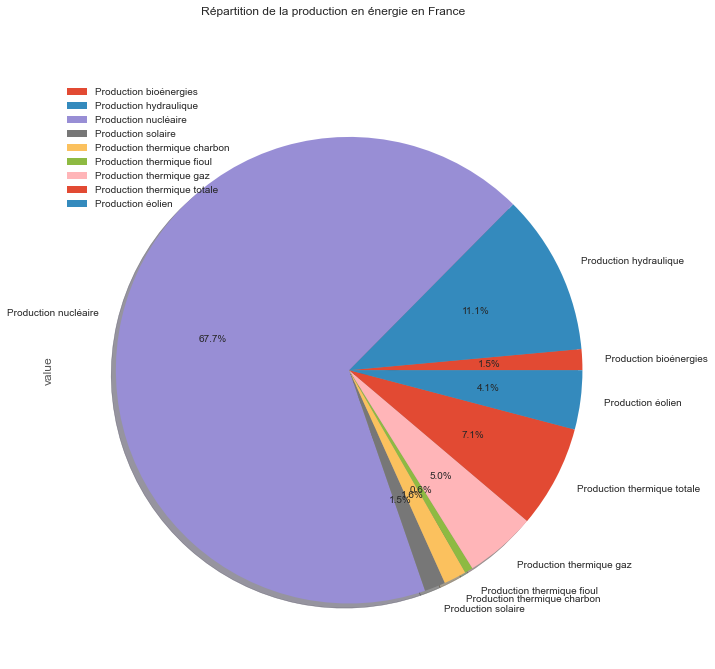 Répartition de la production en énergie en France
Production bioénergies
Production hydraulique
Production nucléaire
Production solaire
Production thermique charbon
Production thermique fioul
Production thermique gaz
Production thermique totale
Production éolien
Production hydraulique
11.1%
Production nucléaire
67.7%
Production bioénergies
1.5%
value
4.1%
Production éolien
7.1%
5.0%
Production thermique totale
0.6%
1.6%
1.5%
Production thermique gaz
Production thermique fioul
Production thermique charbon
Production solaire